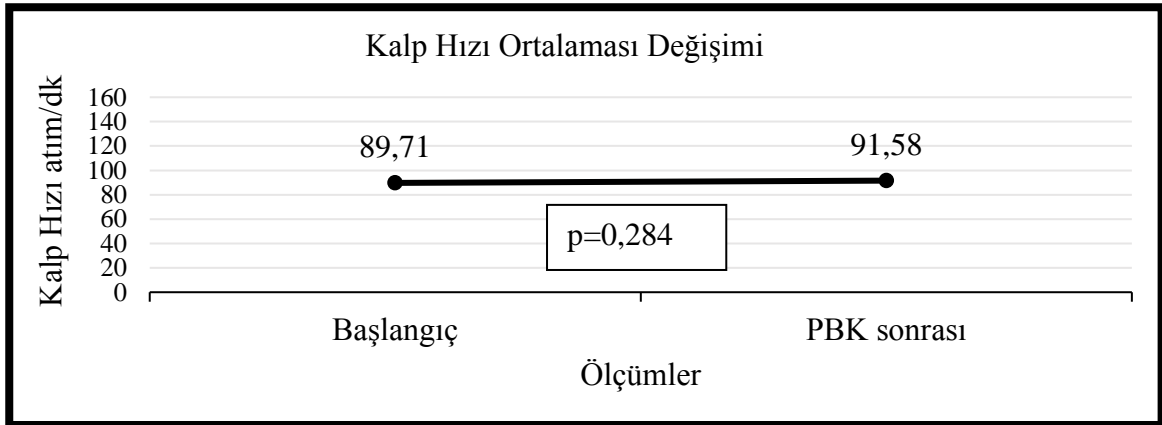 Kalp Hızı Ortalaması Değişimi
Kalp Hızı atım/dk
160
140
120
100
80
60
40
20
0
89,71
91,58
p=0,284
Başlangıç
PBK sonrası
Ölçümler